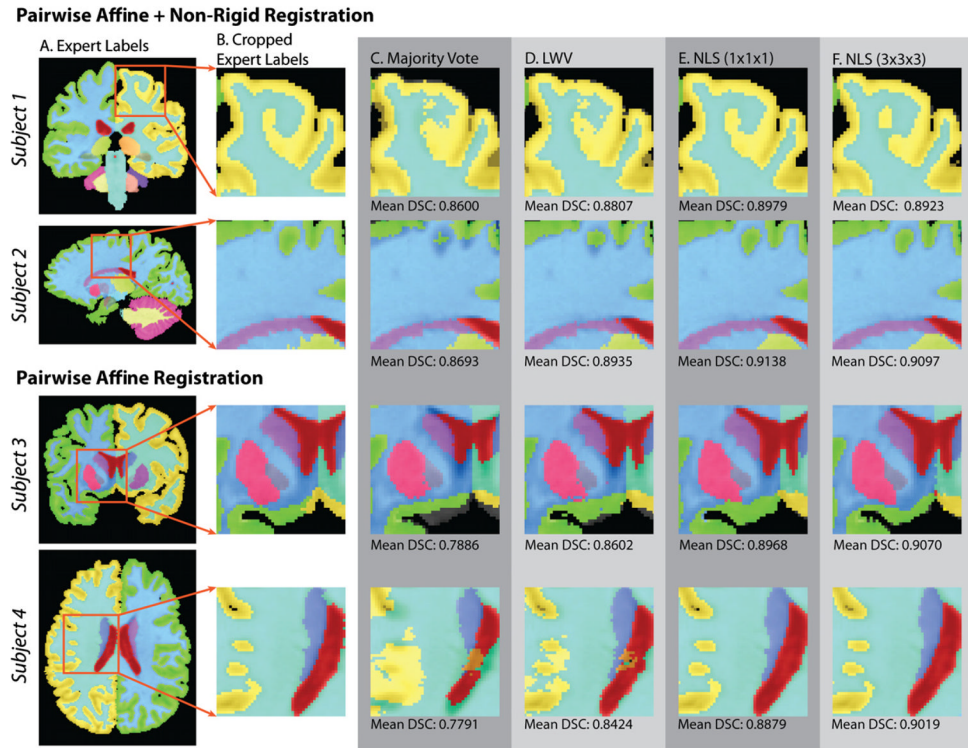 Pairwise Affine + Non-Rigid Registration
A. Expert Labels
B. Cropped
Expert Labels
C. Majority Vote
D. LWV
E. NLS (1x1x1)
F. NLS (3x3x3)
Subject 1
Mean DSC: 0.8600
Mean DSC: 0.8807
Mean DSC: 0.8979
Mean DSC: 0.8923
Subject 2
Mean DSC: 0.8693
Mean DSC: 0.8935
Mean DSC: 0.9138
Mean DSC: 0.9097
Pairwise Affine Registration
Subject 3
Mean DSC: 0.7886
Mean DSC: 0.8602
Mean DSC: 0.8968
Mean DSC: 0.9070
Subject 4
Mean DSC: 0.7791
Mean DSC: 0.8424
Mean DSC: 0.8879
Mean DSC: 0.9019